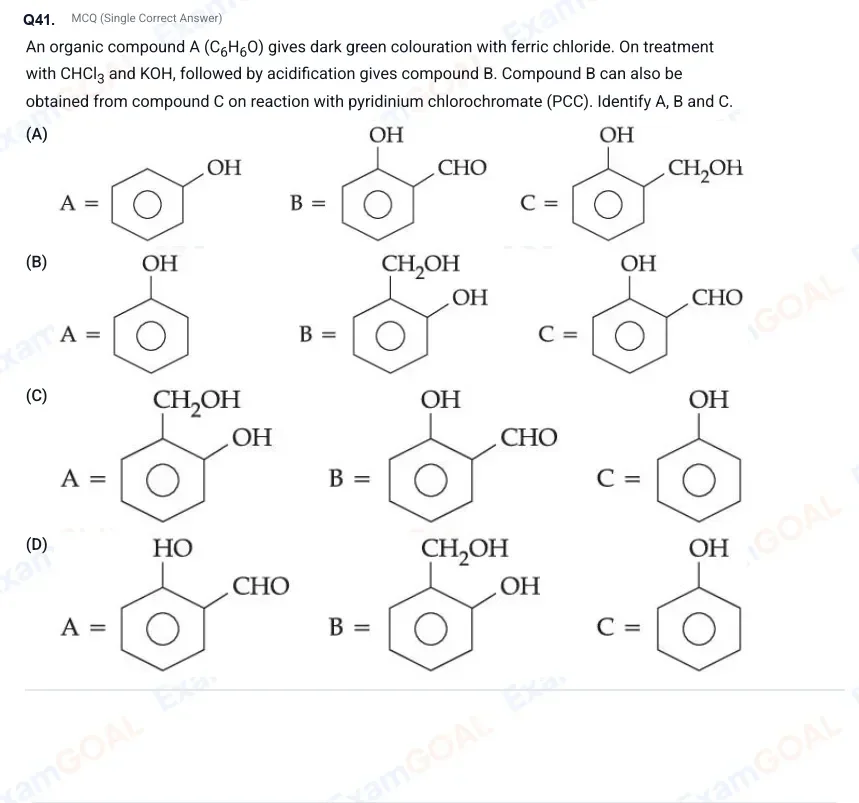 Q41. MCQ (Single Correct Answer)
An organic compound A (C₆H₆O) gives dark green colouration with ferric chloride. On treatment
with CHCl₃ and KOH, followed by acidification gives compound B. Compound B can also be
obtained from compound C on reaction with pyridinium chlorochromate (PCC). Identify A, B and C.
(A)
OH OH
OH CHO CH₂OH
A = B = C =
(B)
OH CH₂OH OH
OH CHO
A = B = C =
(C)
CH₂OH OH OH
OH CHO
A = B = C =
(D)
HO CH₂OH OH
CHO OH
A = B = C =